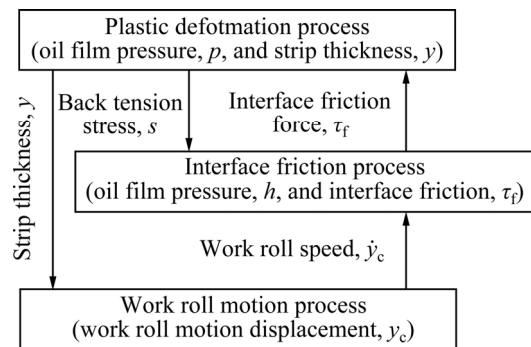 Plastic defotmation process
(oil film pressure, p, and strip thickness, y)
Strip thickness, y
Back tension
stress, s
Interface friction
force, τf
Interface friction process
(oil film pressure, h, and interface friction, τf)
Work roll speed, ẏc
Work roll motion process
(work roll motion displacement, yc)